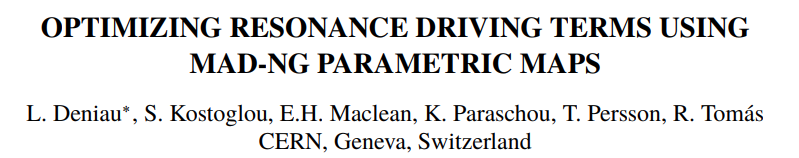 OPTIMIZING RESONANCE DRIVING TERMS USING
MAD-NG PARAMETRIC MAPS
L. Deniau*, S. Kostoglou, E.H. Maclean, K. Paraschou, T. Persson, R. Tomás
CERN, Geneva, Switzerland